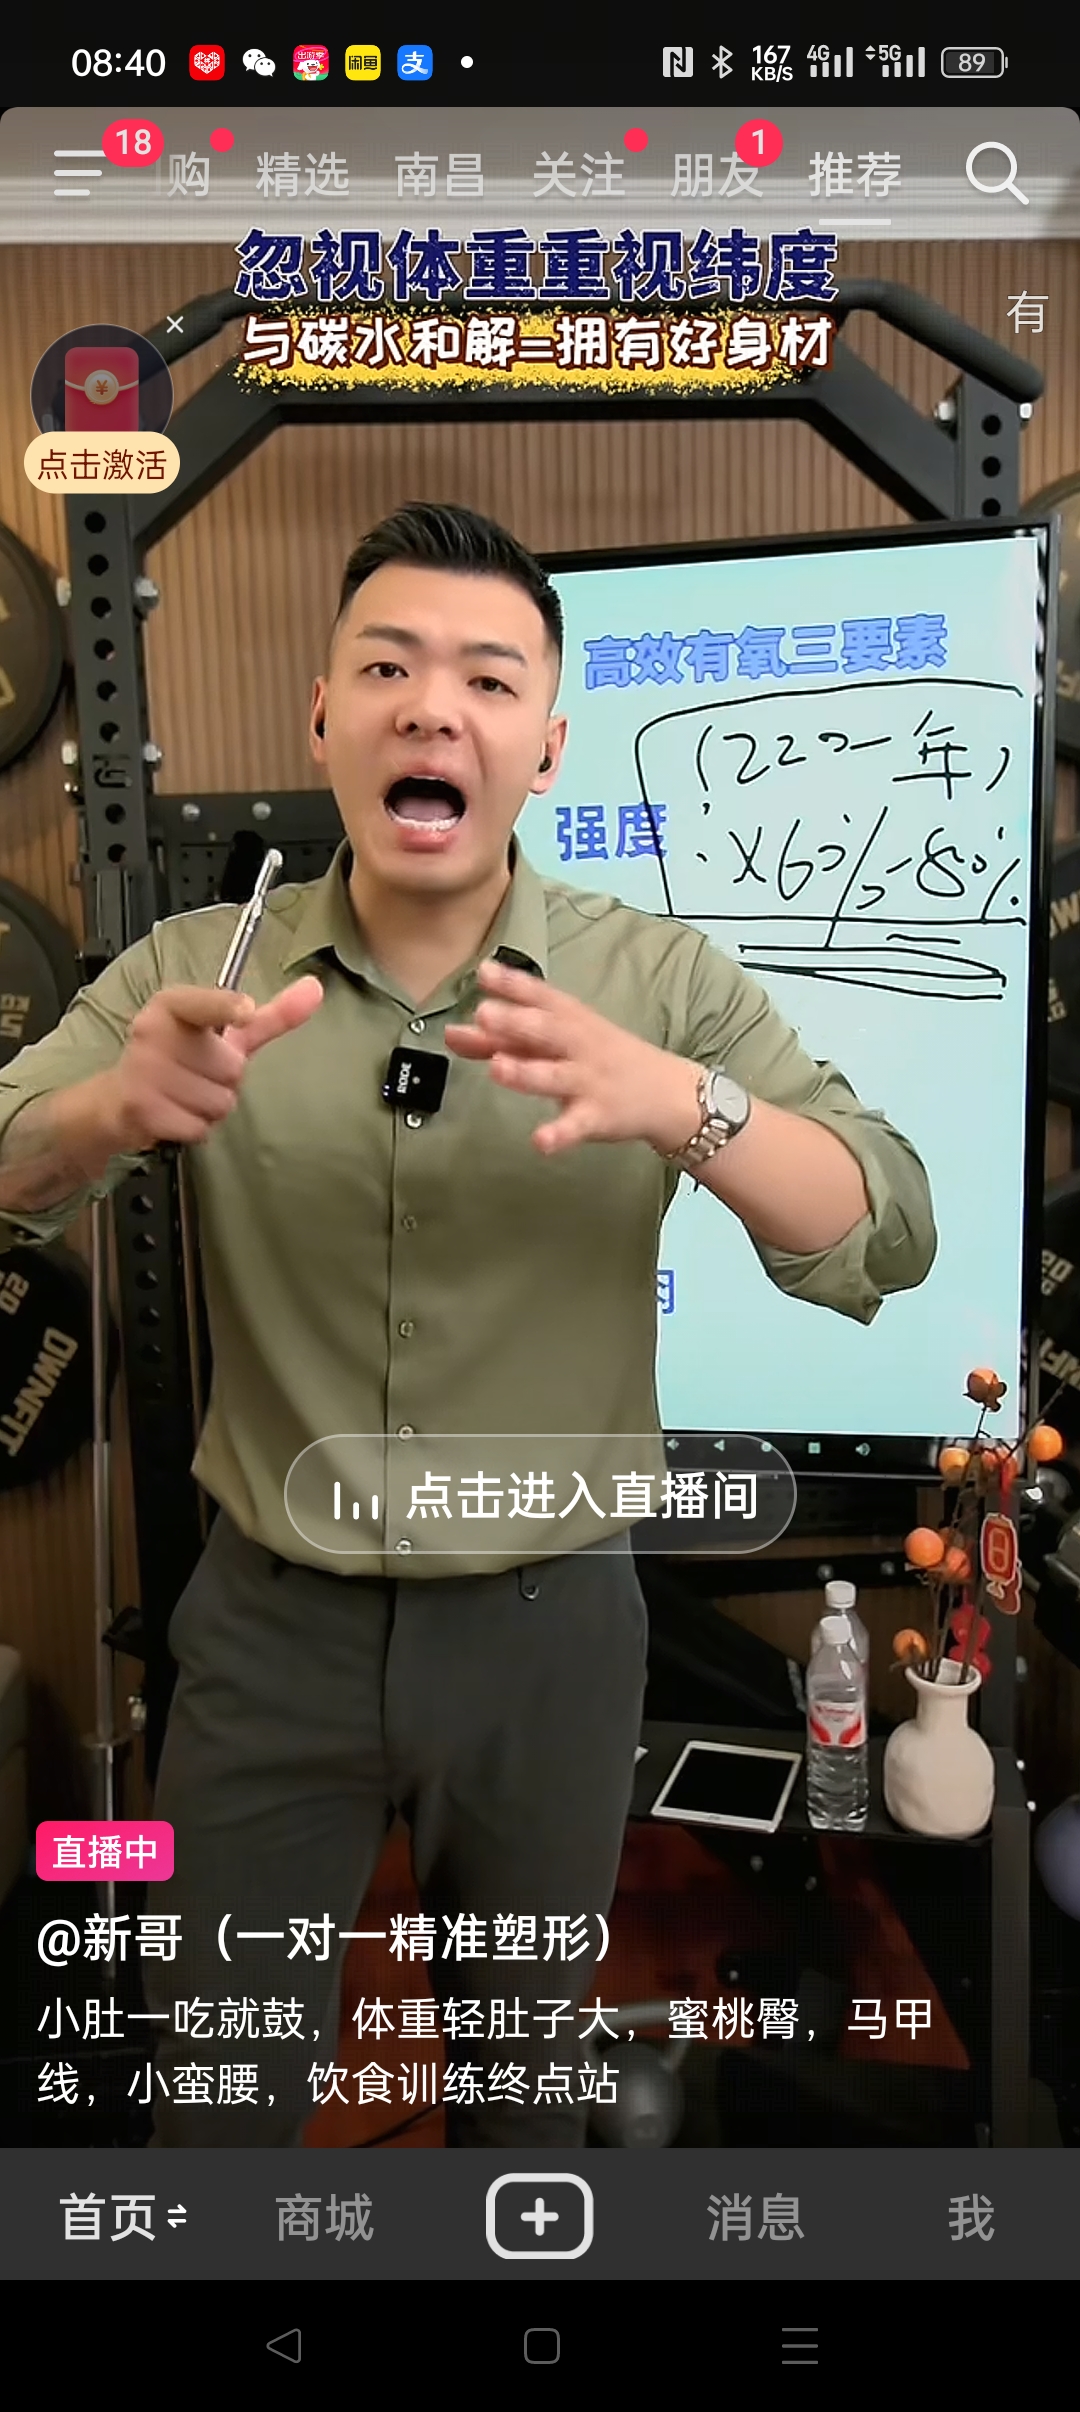 08:40
167 KB/S 4G 5G 89
18 购 精选 南昌 关注 朋友 1 推荐
忽视体重重视纬度
与碳水和解=拥有好身材
有
点击激活
高效有氧三要素
(220-年)
强度
X60%-80%
RODE
OWNFIT
点击进入直播间
直播中
@新哥（一对一精准塑形）
小肚一吃就鼓，体重轻肚子大，蜜桃臀，马甲
线，小蛮腰，饮食训练终点站
首页 商城 消息 我